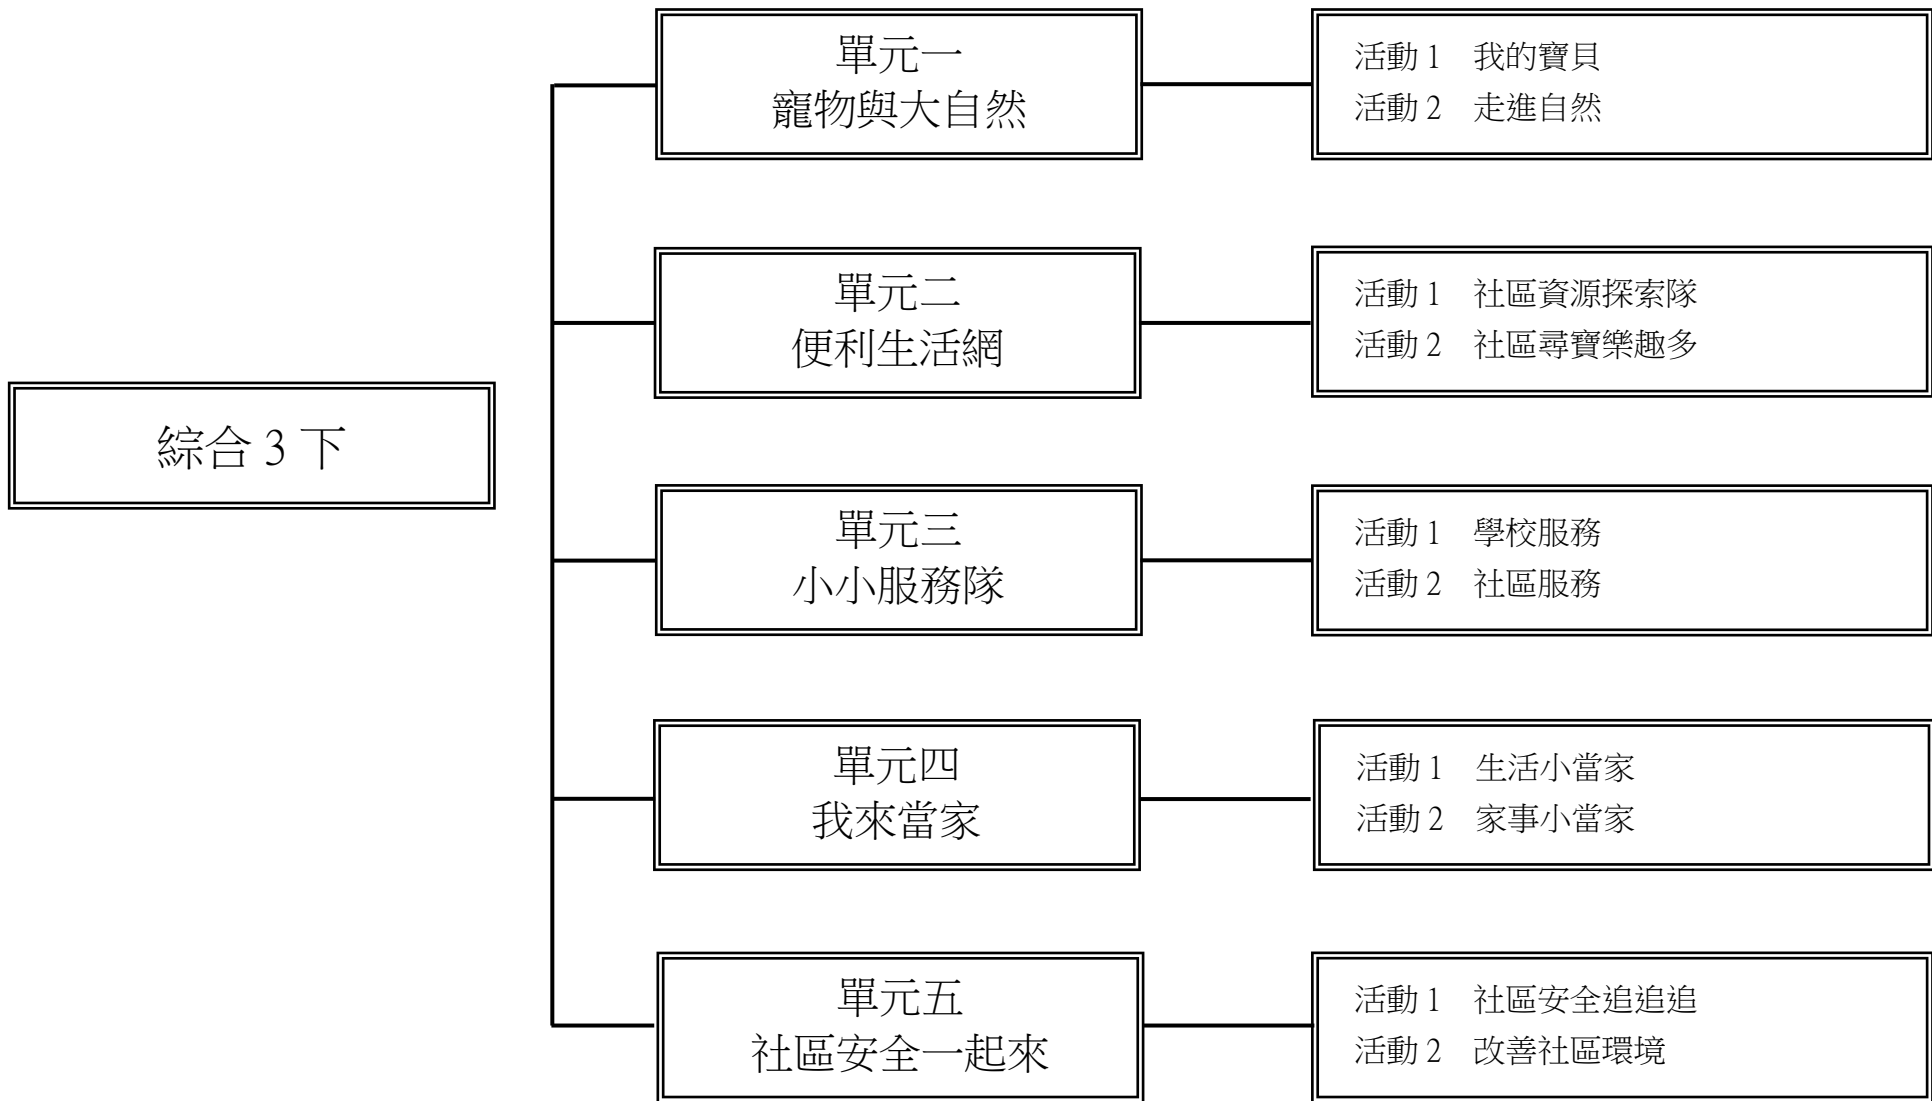 綜合 3 下
單元一
寵物與大自然
活動 1　我的寶貝
活動 2　走進自然
單元二
便利生活網
活動 1　社區資源探索隊
活動 2　社區尋寶樂趣多
單元三
小小服務隊
活動 1　學校服務
活動 2　社區服務
單元四
我來當家
活動 1　生活小當家
活動 2　家事小當家
單元五
社區安全一起來
活動 1　社區安全追追追
活動 2　改善社區環境